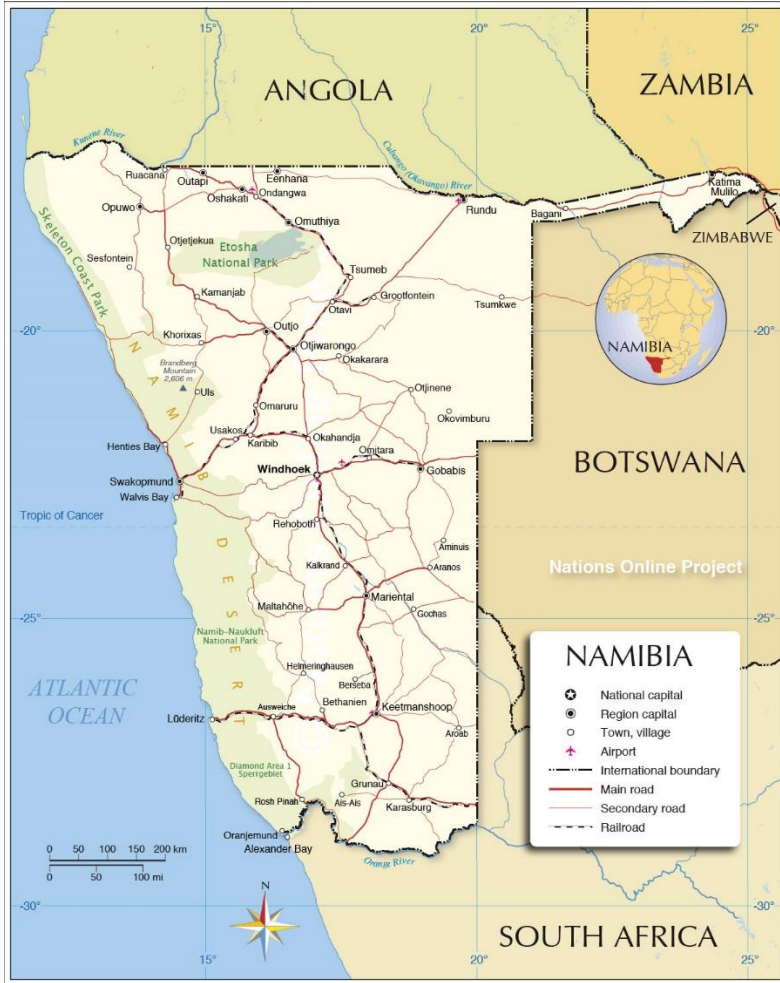 15°
20°
25°
ANGOLA
ZAMBIA
Kunene River
Cubango (Okavango) River
Ruacana
Outapi
Eenhana
Oshakati
Ondangwa
Opuwo
Omuthiya
Rundu
Bagani
Katima
Mulilo
ZIMBABWE
Skeleton Coast Park
Otjetjekua
Etosha
National Park
Sesfontein
Tsumeb
Kamanjab
Grootfontein
Otavi
Tsumkwe
-20°
-20°
Outjo
Khorixas
Otjiwarongo
NAMIBIA
Okakarara
Brandberg
Mountain
2,606 m
Uis
Otjinene
Omaruru
Okovimburu
NAMIB
Usakos
Karibib
Okahandja
Henties Bay
Omitara
BOTSWANA
Windhoek
Gobabis
Swakopmund
Walvis Bay
Tropic of Cancer
Rehoboth
Aminuis
Kalkrand
Aranos
Nations Online Project
Mariental
Maltahöhe
Gochas
-25°
-25°
DESERT
Namib-Naukluft
National Park
Helmeringhausen
Berseba
Bethanien
ATLANTIC
OCEAN
Lüderitz
Ausweiche
Keetmanshoop
Aroab
Diamond Area 1
Sperrgebiet
Grunau
Rosh Pinah
Ais-Ais
Karasburg
Oranjemund
Alexander Bay
Orange River
NAMIBIA
National capital
Region capital
Town, village
Airport
International boundary
Main road
Secondary road
Railroad
0 50 100 150 200 km
0 50 100 mi
N
-30°
-30°
SOUTH AFRICA
15°
20°
25°